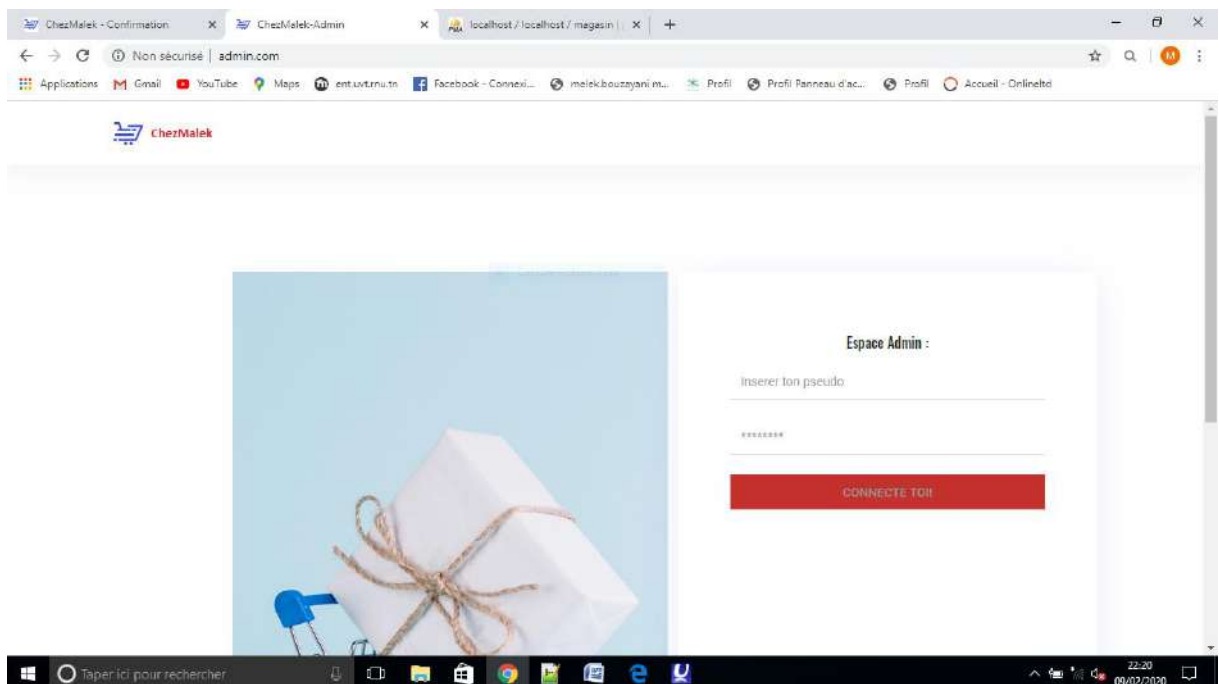 ChezMalek - Confirmation
ChezMalek-Admin
localhost / localhost / magasin |
Non sécurisé | admin.com
M
Applications
Gmail
YouTube
Maps
ent.uvt.rnu.tn
Facebook - Connexi...
melek.bouzayani m...
Profil
Profil Panneau d'ac...
Profil
Accueil - Onlineltd
ChezMalek
Espace Admin :
Inserer ton pseudo
********
CONNECTE TOI!
Taper ici pour rechercher
22:20
09/02/2020